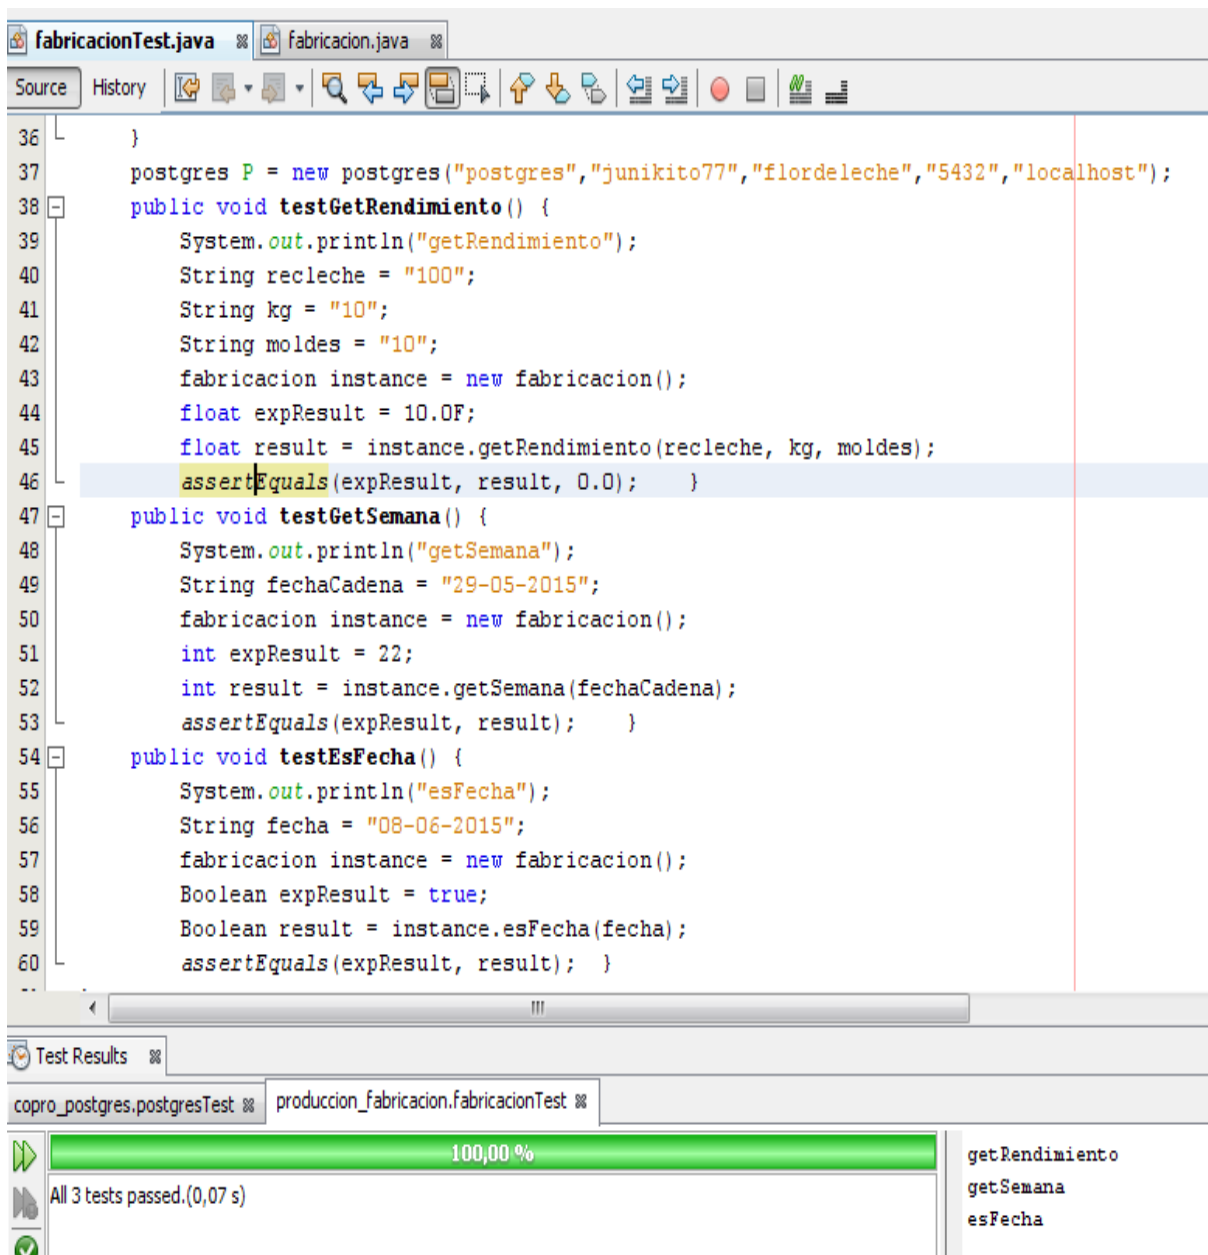 fabricacionTest.java fabricacion.java
Source History
36 }
37 postgres P = new postgres("postgres","junikito77","flordeleche","5432","localhost");
38 public void testGetRendimiento() {
39 System.out.println("getRendimiento");
40 String recleche = "100";
41 String kg = "10";
42 String moldes = "10";
43 fabricacion instance = new fabricacion();
44 float expResult = 10.0F;
45 float result = instance.getRendimiento(recleche, kg, moldes);
46 assertEquals(expResult, result, 0.0); }
47 public void testGetSemana() {
48 System.out.println("getSemana");
49 String fechaCadena = "29-05-2015";
50 fabricacion instance = new fabricacion();
51 int expResult = 22;
52 int result = instance.getSemana(fechaCadena);
53 assertEquals(expResult, result); }
54 public void testEsFecha() {
55 System.out.println("esFecha");
56 String fecha = "08-06-2015";
57 fabricacion instance = new fabricacion();
58 Boolean expResult = true;
59 Boolean result = instance.esFecha(fecha);
60 assertEquals(expResult, result); }
Test Results
copro_postgres.postgresTest produccion_fabricacion.fabricacionTest
100,00 %
All 3 tests passed.(0,07 s)
getRendimiento
getSemana
esFecha